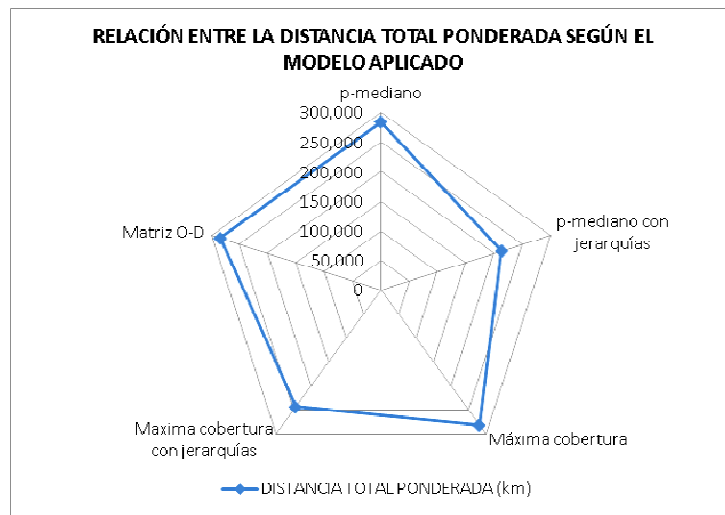 RELACIÓN ENTRE LA DISTANCIA TOTAL PONDERADA SEGÚN EL
MODELO APLICADO
p-mediano
300,000
250,000
200,000
150,000
100,000
50,000
0
p-mediano con
jerarquías
Máxima cobertura
Maxima cobertura
con jerarquías
Matriz O-D
DISTANCIA TOTAL PONDERADA (km)